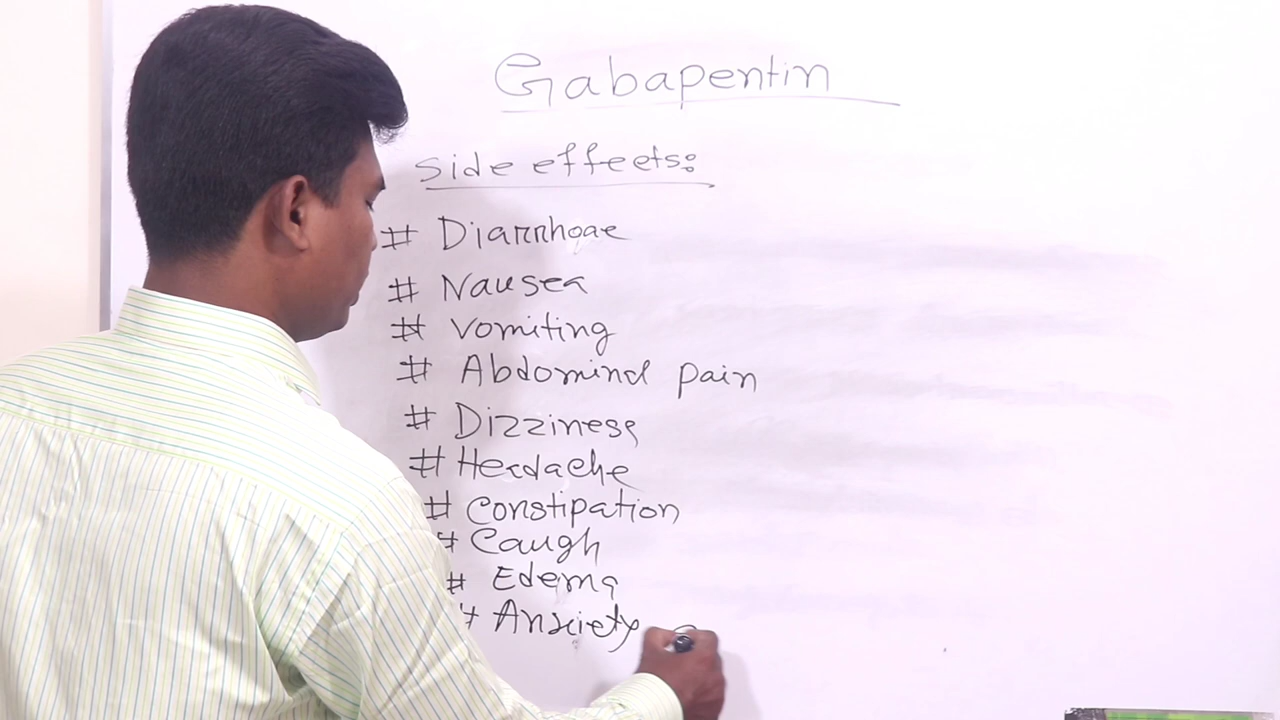 Gabapentin
Side effects:
# Diarrhoae
# Nausea
# Vomiting
# Abdominal pain
# Dizziness
# Headache
# Constipation
# Caugh
# Edema
# Anxiety